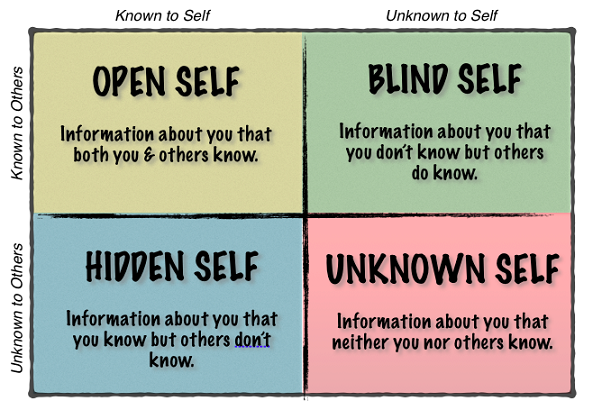 Known to Self
Unknown to Self
Known to Others
OPEN SELF
Information about you that
both you & others know.
BLIND SELF
Information about you that
you don't know but others
do know.
Unknown to Others
HIDDEN SELF
Information about you that
you know but others don't
know.
UNKNOWN SELF
Information about you that
neither you nor others know.